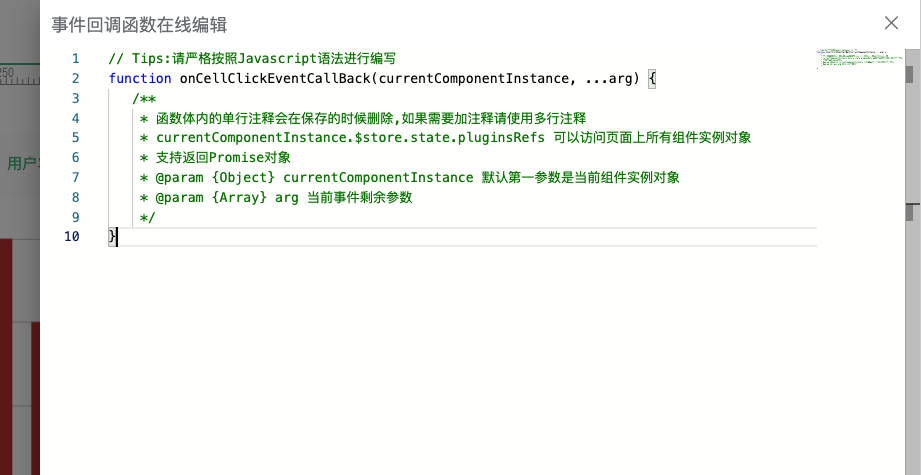 事件回调函数在线编辑
250
用户
1 // Tips:请严格按照Javascript语法进行编写
2 function onCellClickEventCallBack(currentComponentInstance, ...arg) {
3 /**
4 * 函数体内的单行注释会在保存的时候删除,如果需要加注释请使用多行注释
5 * currentComponentInstance.$store.state.pluginsRefs 可以访问页面上所有组件实例对象
6 * 支持返回Promise对象
7 * @param {Object} currentComponentInstance 默认第一参数是当前组件实例对象
8 * @param {Array} arg 当前事件剩余参数
9 */
10 }